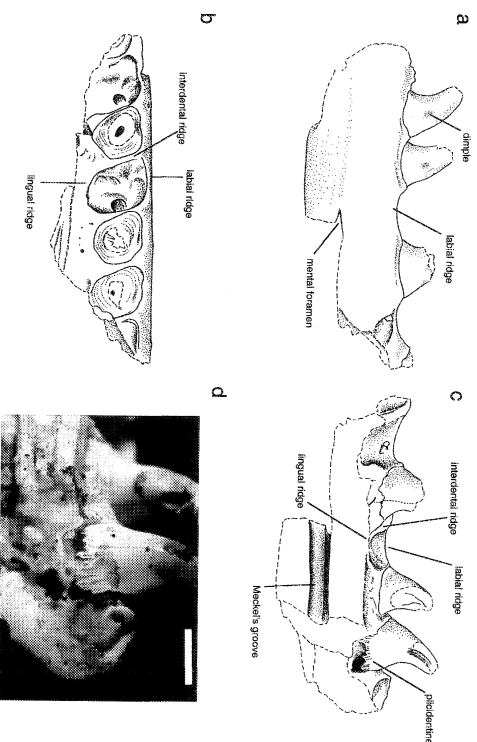 a
dimple
labial ridge
mental foramen
b
interdental ridge
labial ridge
lingual ridge
c
interdental ridge
labial ridge
lingual ridge
Meckel's groove
plicidentine
d